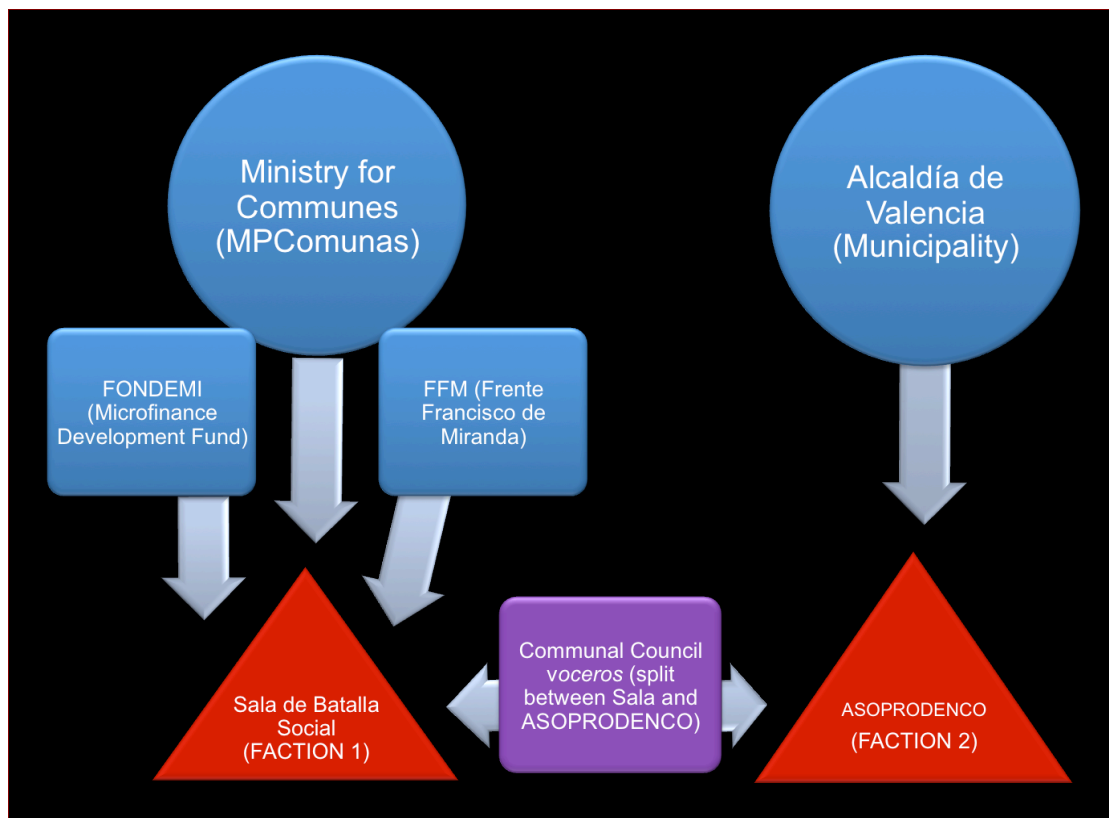 Ministry for
Communes
(MPComunas)
Alcaldía de
Valencia
(Municipality)
FONDEMI
(Microfinance
Development Fund)
FFM (Frente
Francisco de
Miranda)
Communal Council
voceros (split
between Sala and
ASOPRODENCO)
Sala de Batalla
Social
(FACTION 1)
ASOPRODENCO
(FACTION 2)